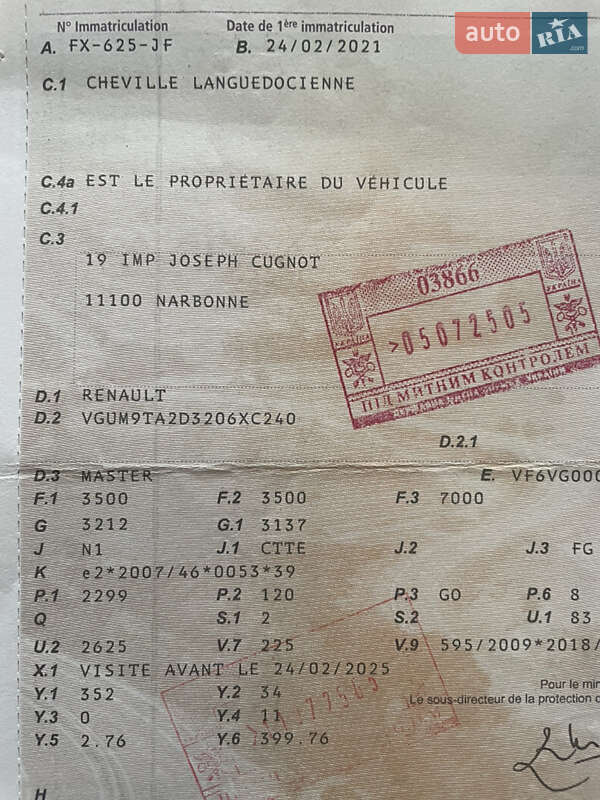 N° Immatriculation Date de 1ère immatriculation
A. FX-625-JF B. 24/02/2021
auto RIA .com
C.1 CHEVILLE LANGUEDOCIENNE
C.4a EST LE PROPRIÉTAIRE DU VÉHICULE
C.4.1
C.3
19 IMP JOSEPH CUGNOT
11100 NARBONNE
03866
УКРАЇНА УКРАЇНА
>05072505
ПІД МИТНИМ КОНТРОЛЕМ
D.1 RENAULT
D.2 VGUM9TA2D3206XC240
D.2.1
D.3 MASTER E. VF6VG000
F.1 3500 F.2 3500 F.3 7000
G 3212 G.1 3137
J N1 J.1 CTTE J.2 J.3 FG
K e2*2007/46*0053*39
P.1 2299 P.2 120 P.3 GO P.6 8
Q S.1 2 S.2 U.1 83
U.2 2625 V.7 225 V.9 595/2009*2018/
X.1 VISITE AVANT LE 24/02/2025
Y.1 352 Y.2 34 Pour le min
Le sous-directeur de la protection
Y.3 0 Y.4 11
Y.5 2.76 Y.6 399.76
H